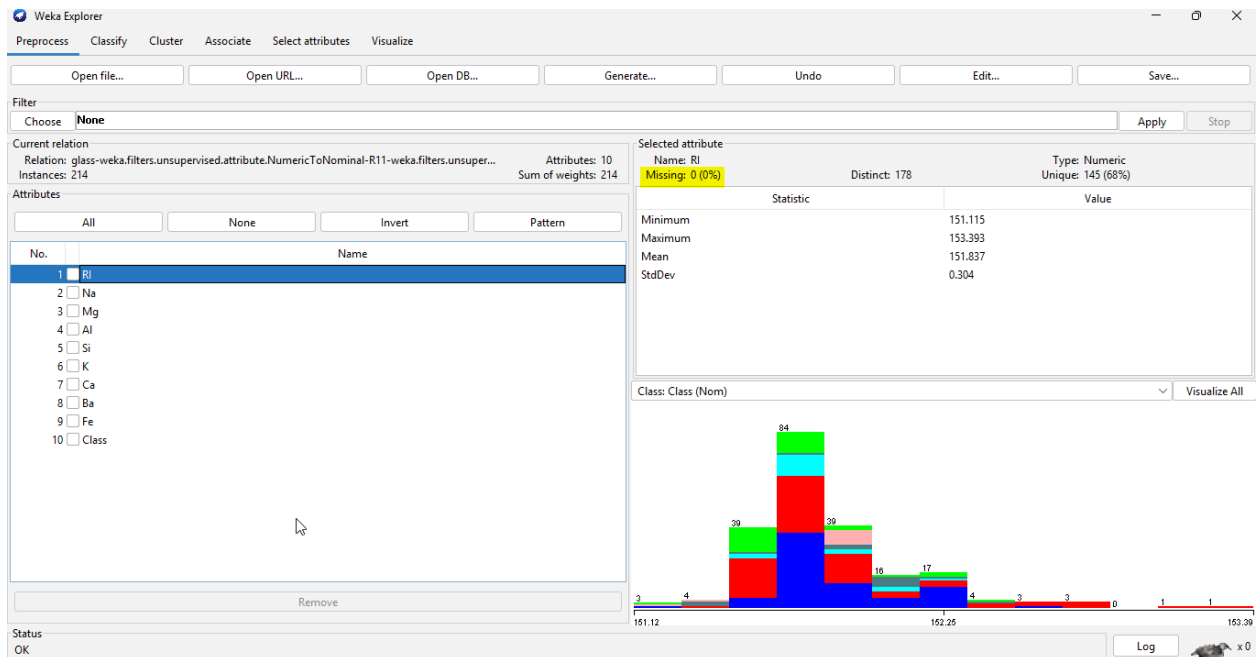 Weka Explorer
Preprocess Classify Cluster Associate Select attributes Visualize
Open file... Open URL... Open DB... Generate... Undo Edit... Save...
Filter
Choose None Apply Stop
Current relation
Relation: glass-weka.filters.unsupervised.attribute.NumericToNominal-R11-weka.filters.unsuper... Attributes: 10
Instances: 214 Sum of weights: 214
Attributes
All None Invert Pattern
No. Name
1 RI
2 Na
3 Mg
4 Al
5 Si
6 K
7 Ca
8 Ba
9 Fe
10 Class
Remove
Selected attribute
Name: RI Type: Numeric
Missing: 0 (0%) Distinct: 178 Unique: 145 (68%)
Statistic Value
Minimum 151.115
Maximum 153.393
Mean 151.837
StdDev 0.304
Class: Class (Nom) Visualize All
84
39 39
16 17
3 4 4 3 3 0 1 1
151.12 152.25 153.39
Status
OK Log x 0